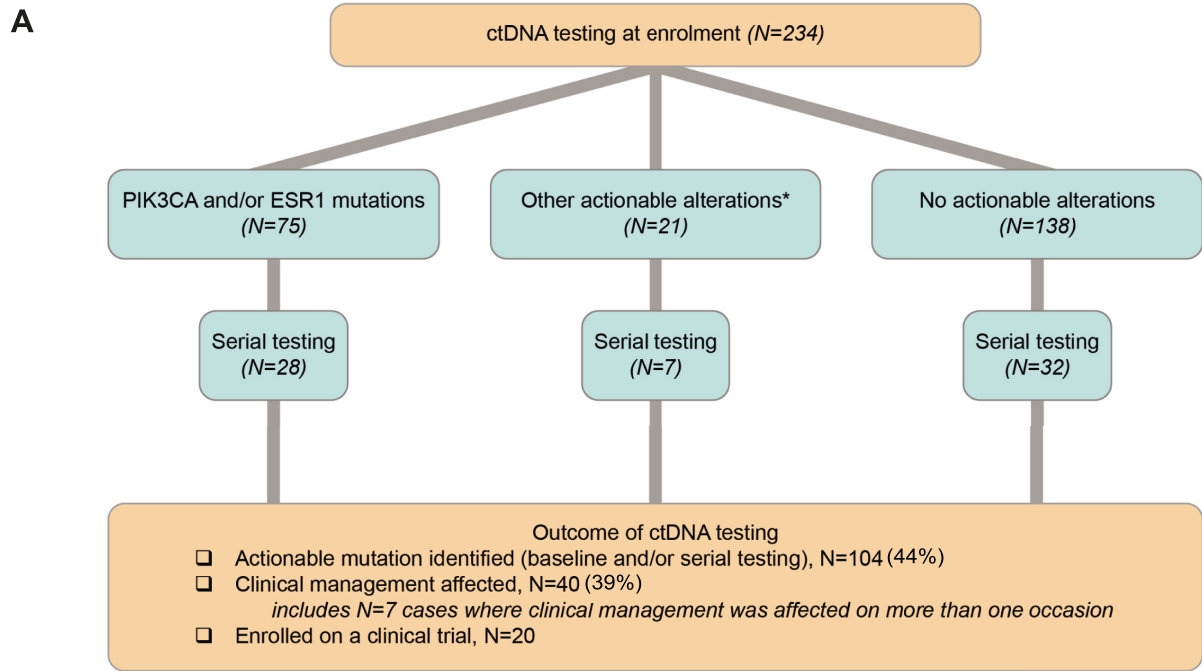 A
ctDNA testing at enrolment (N=234)
PIK3CA and/or ESR1 mutations
(N=75)
Other actionable alterations*
(N=21)
No actionable alterations
(N=138)
Serial testing
(N=28)
Serial testing
(N=7)
Serial testing
(N=32)
Outcome of ctDNA testing
❑ Actionable mutation identified (baseline and/or serial testing), N=104 (44%)
❑ Clinical management affected, N=40 (39%)
includes N=7 cases where clinical management was affected on more than one occasion
❑ Enrolled on a clinical trial, N=20